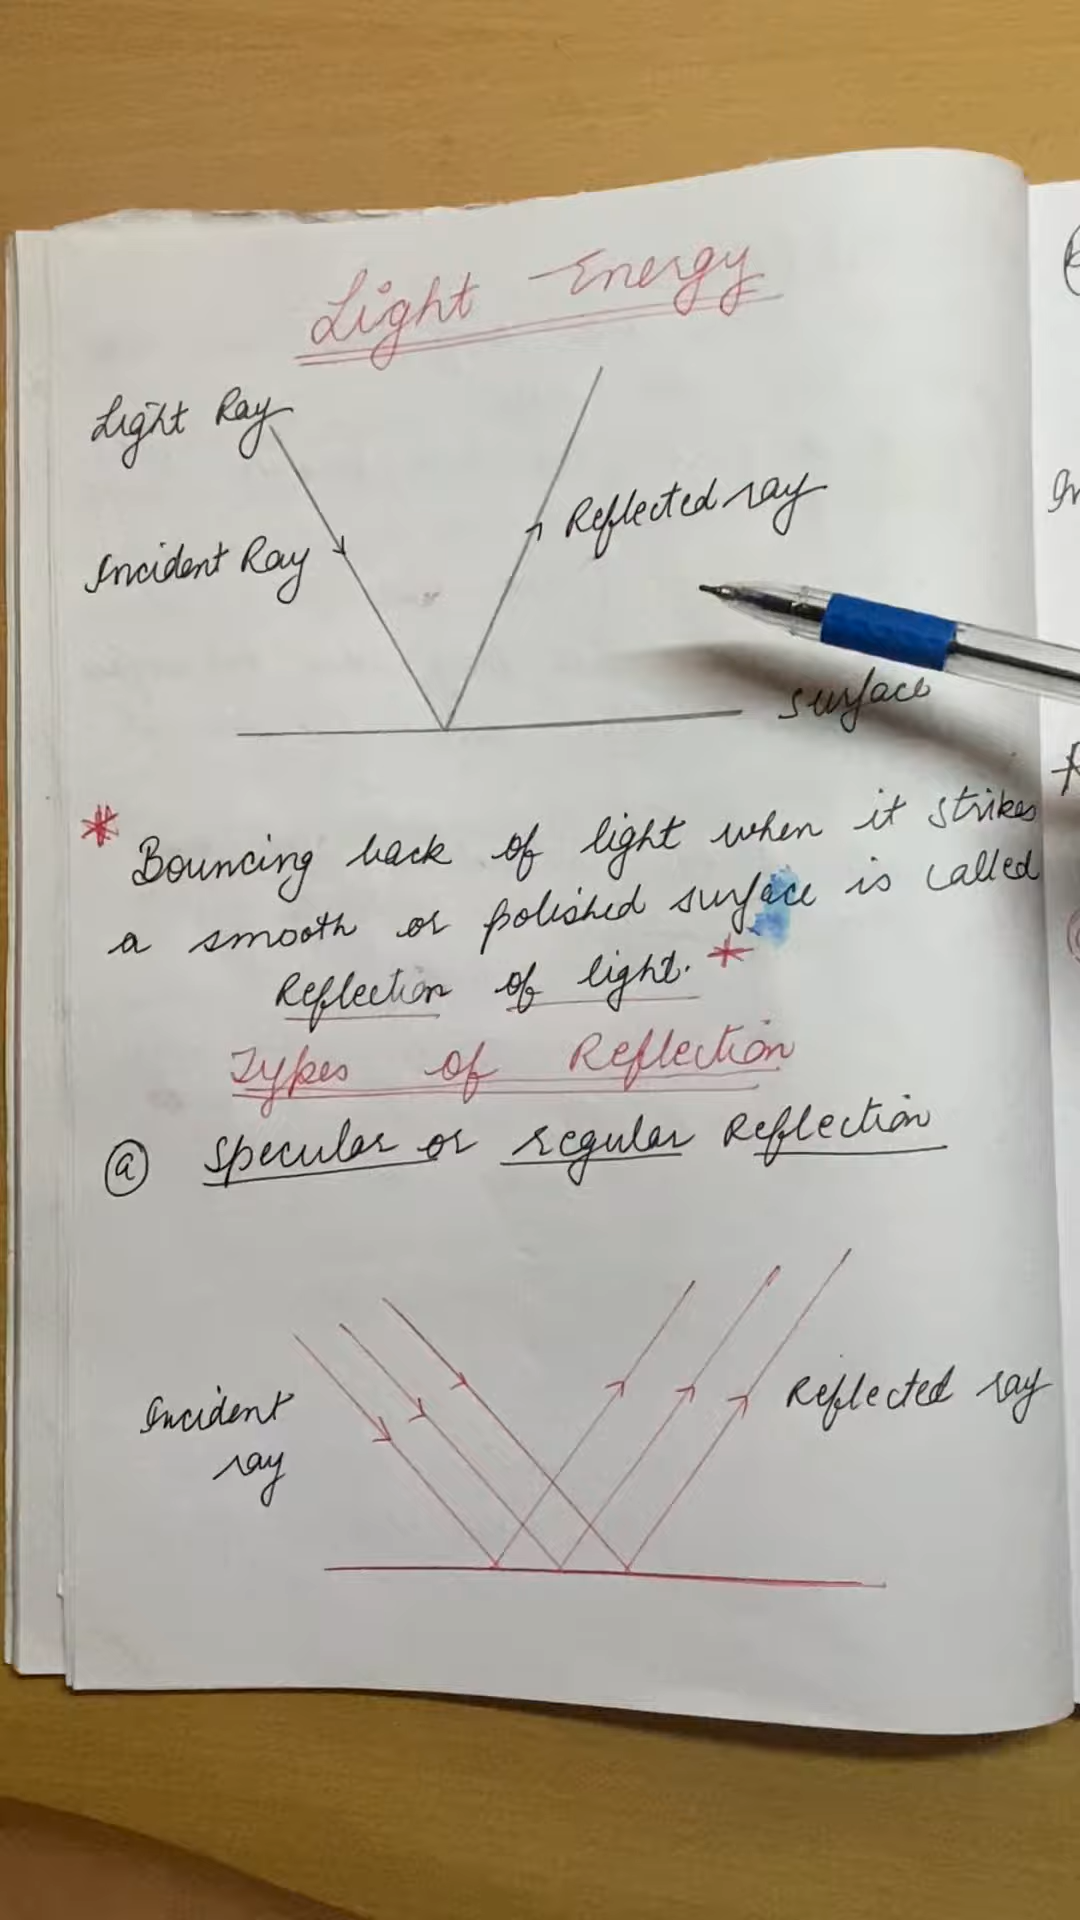 Light Energy
Light Ray
Incident Ray
Reflected ray
surface
* Bouncing back of light when it strikes
a smooth or polished surface is called
Reflection of light. *
Types of Reflection
(a) Specular or regular Reflection
Incident
ray
Reflected ray